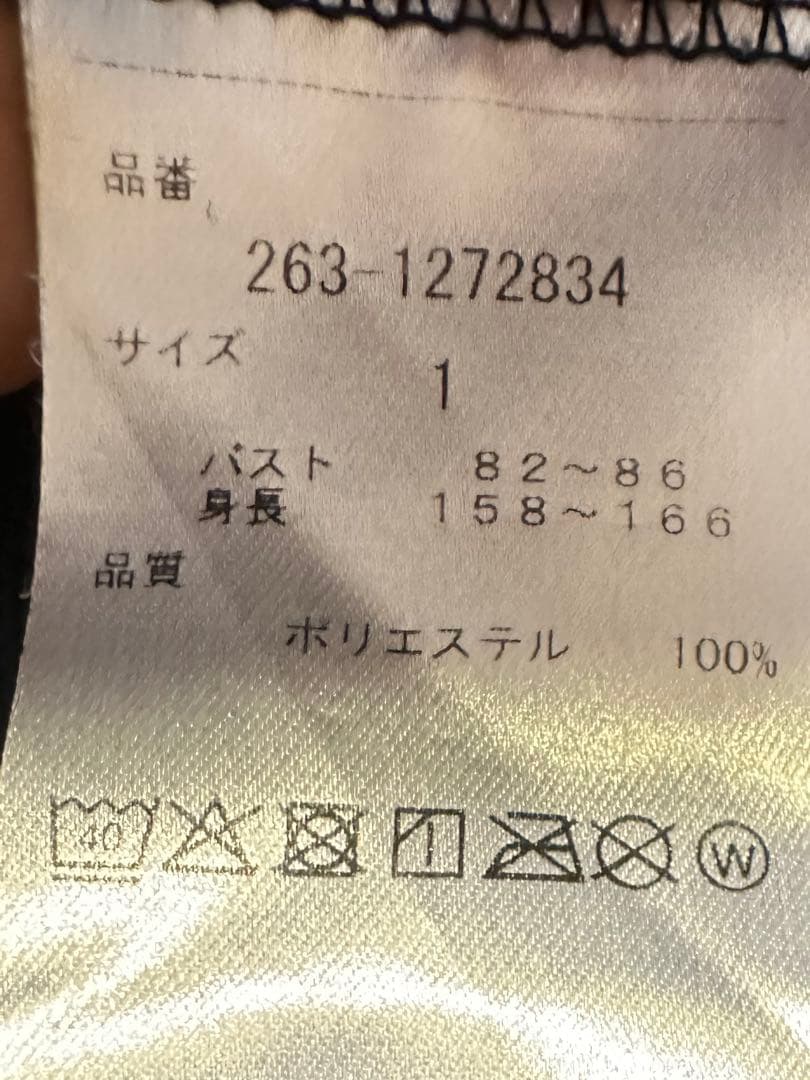 品番
263-1272834
サイズ
1
バスト 82~86
身長 158~166
品質
ポリエステル 100%
40
W